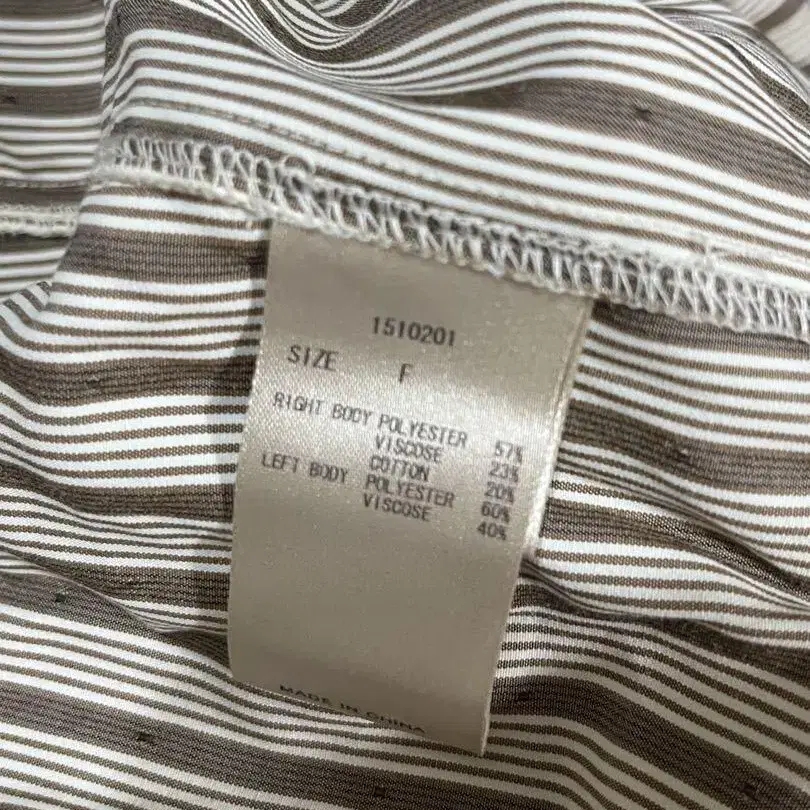 1510201
SIZE F
RIGHT BODY POLYESTER 57%
VISCOSE 23%
COTTON 20%
LEFT BODY POLYESTER 60%
VISCOSE 40%
MADE IN CHINA